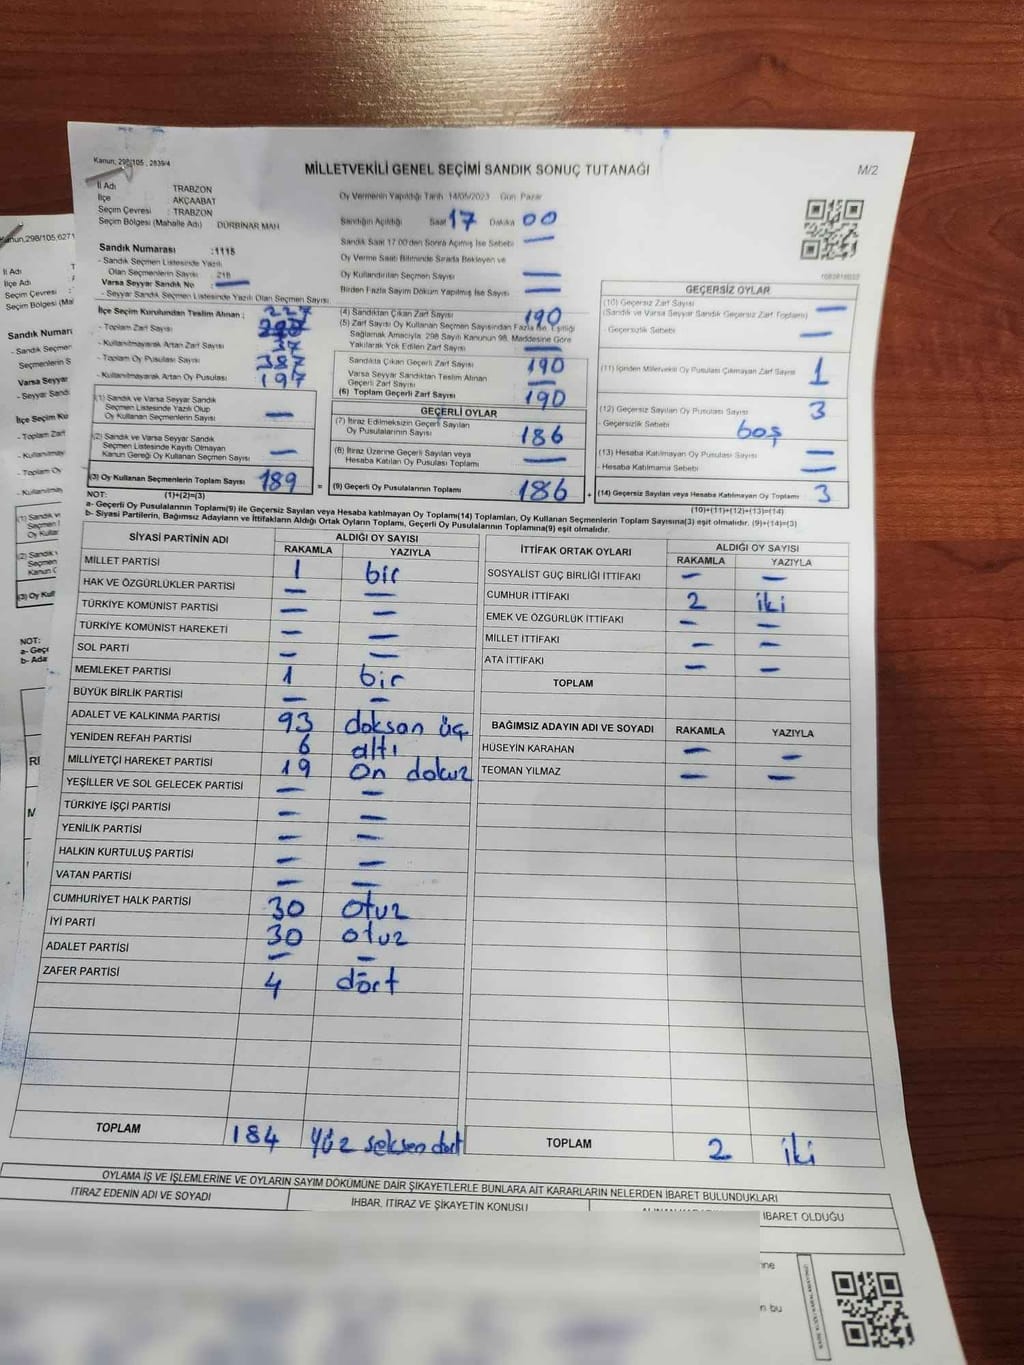 Kanun, 298/105 , 2839/4
MİLLETVEKİLİ GENEL SEÇİMİ SANDIK SONUÇ TUTANAĞI
M/2
İl Adı TRABZON
İlçe AKÇAABAT
Seçim Çevresi : TRABZON
Seçim Bölgesi (Mahalle Adı) DÜRBİNAR MAH
Oy Vermenin Yapıldığı Tarih 14/05/2023 Gün Pazar
Sandığın Açıldığı Saat 17 Dakika 00
Sandık Saat 17:00'den Sonra Açılmış İse Sebebi —
Oy Verme Saati Bitiminde Sırada Bekleyen ve
Oy Kullandırılan Seçmen Sayısı —
Birden Fazla Sayım Döküm Yapılmış İse Sayısı —
Sandık Numarası :1115
- Sandık Seçmen Listesinde Yazılı
Olan Seçmenlerin Sayısı : 218
Varsa Seyyar Sandık No —
- Seyyar Sandık Seçmen Listesinde Yazılı Olan Seçmen Sayısı
İlçe Seçim Kurulundan Teslim Alınan ; 227
- Toplam Zarf Sayısı
- Kullanılmayarak Artan Zarf Sayısı 37
- Toplam Oy Pusulası Sayısı 387
- Kullanılmayarak Artan Oy Pusulası 197
(1) Sandık ve Varsa Seyyar Sandık
Seçmen Listesinde Yazılı Olup
Oy Kullanan Seçmenlerin Sayısı —
(2) Sandık ve Varsa Seyyar Sandık
Seçmen Listesinde Kayıtlı Olmayan
Kanun Gereği Oy Kullanan Seçmen Sayısı —
(3) Oy Kullanan Seçmenlerin Toplam Sayısı 189
(4) Sandıktan Çıkan Zarf Sayısı 190
(5) Zarf Sayısı Oy Kullanan Seçmen Sayısından Fazla ise, Eşitliği
Sağlamak Amacıyla, 298 Sayılı Kanunun 98. Maddesine Göre
Yakılarak Yok Edilen Zarf Sayısı —
Sandıkta Çıkan Geçerli Zarf Sayısı 190
Varsa Seyyar Sandıktan Teslim Alınan
Geçerli Zarf Sayısı —
(6) Toplam Geçerli Zarf Sayısı 190
GEÇERLİ OYLAR
(7) İtiraz Edilmeksizin Geçerli Sayılan
Oy Pusulalarının Sayısı 186
(8) İtiraz Üzerine Geçerli Sayılan veya
Hesaba Katılan Oy Pusulası Toplamı —
= (9) Geçerli Oy Pusulalarının Toplamı 186
GEÇERSİZ OYLAR
(10) Geçersiz Zarf Sayısı
(Sandık ve Varsa Seyyar Sandık Geçersiz Zarf Toplamı) —
- Geçersizlik Sebebi —
(11) İçinden Milletvekili Oy Pusulası Çıkmayan Zarf Sayısı 1
(12) Geçersiz Sayılan Oy Pusulası Sayısı 3
- Geçersizlik Sebebi boş
(13) Hesaba Katılmayan Oy Pusulası Sayısı —
- Hesaba Katılmama Sebebi —
+ (14) Geçersiz Sayılan veya Hesaba Katılmayan Oy Toplamı 3
NOT: (1)+(2)=(3)
(10)+(11)+(12)+(13)=(14)
a- Geçerli Oy Pusulalarının Toplamı(9) ile Geçersiz Sayılan veya Hesaba Katılmayan Oy Toplamı(14) Toplamları, Oy Kullanan Seçmenlerin Toplam Sayısına(3) eşit olmalıdır. (9)+(14)=(3)
b- Siyasi Partilerin, Bağımsız Adayların ve İttifakların Aldığı Ortak Oyların Toplamı, Geçerli Oy Pusulalarının Toplamına(9) eşit olmalıdır.
SİYASİ PARTİNİN ADI ALDIĞI OY SAYISI
RAKAMLA YAZIYLA
MİLLET PARTİSİ 1 bir
HAK VE ÖZGÜRLÜKLER PARTİSİ — —
TÜRKİYE KOMÜNİST PARTİSİ — —
TÜRKİYE KOMÜNİST HAREKETİ — —
SOL PARTİ — —
MEMLEKET PARTİSİ 1 bir
BÜYÜK BİRLİK PARTİSİ — —
ADALET VE KALKINMA PARTİSİ 93 doksan üç
YENİDEN REFAH PARTİSİ 6 altı
MİLLİYETÇİ HAREKET PARTİSİ 19 on dokuz
YEŞİLLER VE SOL GELECEK PARTİSİ — —
TÜRKİYE İŞÇİ PARTİSİ — —
YENİLİK PARTİSİ — —
HALKIN KURTULUŞ PARTİSİ — —
VATAN PARTİSİ — —
CUMHURİYET HALK PARTİSİ 30 otuz
İYİ PARTİ 30 otuz
ADALET PARTİSİ — —
ZAFER PARTİSİ 4 dört
TOPLAM 184 yüz seksen dört
İTTİFAK ORTAK OYLARI ALDIĞI OY SAYISI
RAKAMLA YAZIYLA
SOSYALİST GÜÇ BİRLİĞİ İTTİFAKI — —
CUMHUR İTTİFAKI 2 iki
EMEK VE ÖZGÜRLÜK İTTİFAKI — —
MİLLET İTTİFAKI — —
ATA İTTİFAKI — —
TOPLAM
BAĞIMSIZ ADAYIN ADI VE SOYADI RAKAMLA YAZIYLA
HÜSEYİN KARAHAN — —
TEOMAN YILMAZ — —
TOPLAM 2 iki
OYLAMA İŞ VE İŞLEMLERİNE VE OYLARIN SAYIM DÖKÜMÜNE DAİR ŞİKAYETLERLE BUNLARA AİT KARARLARIN NELERDEN İBARET BULUNDUKLARI
İTİRAZ EDENİN ADI VE SOYADI İHBAR, İTİRAZ VE ŞİKAYETİN KONUSU İBARET OLDUĞU